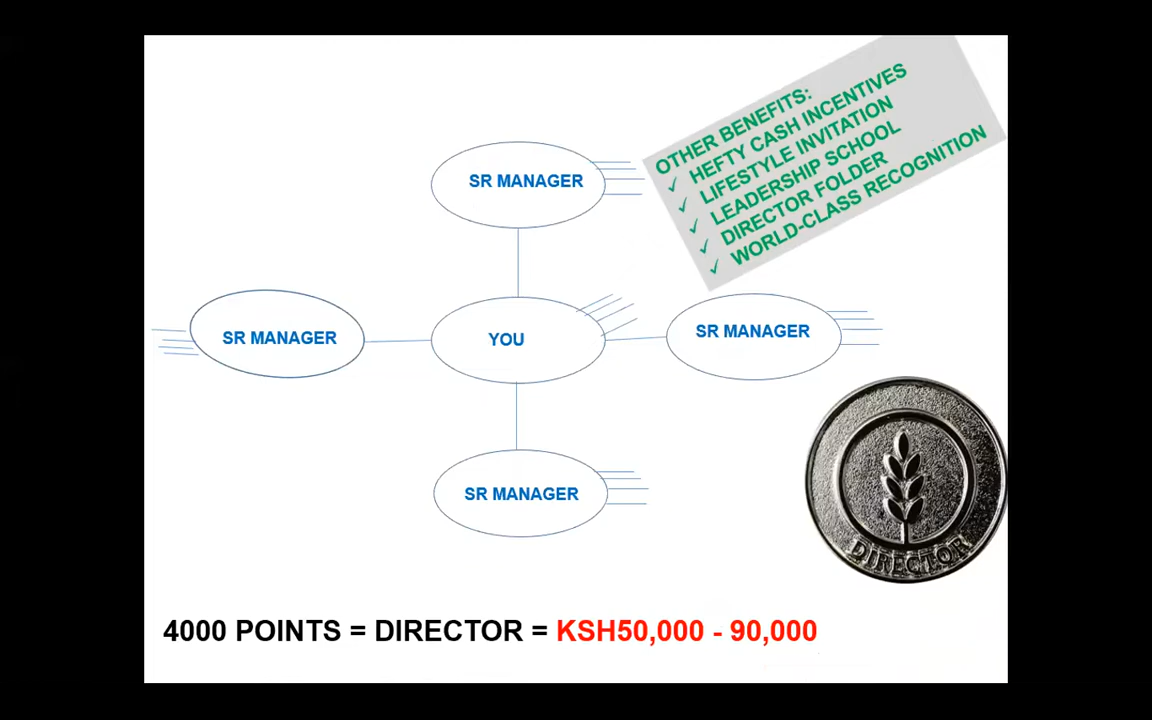 OTHER BENEFITS:
✓ HEFTY CASH INCENTIVES
✓ LIFESTYLE INVITATION
✓ LEADERSHIP SCHOOL
✓ DIRECTOR FOLDER
✓ WORLD-CLASS RECOGNITION
SR MANAGER
SR MANAGER
YOU
SR MANAGER
SR MANAGER
DIRECTOR
4000 POINTS = DIRECTOR = KSH50,000 - 90,000